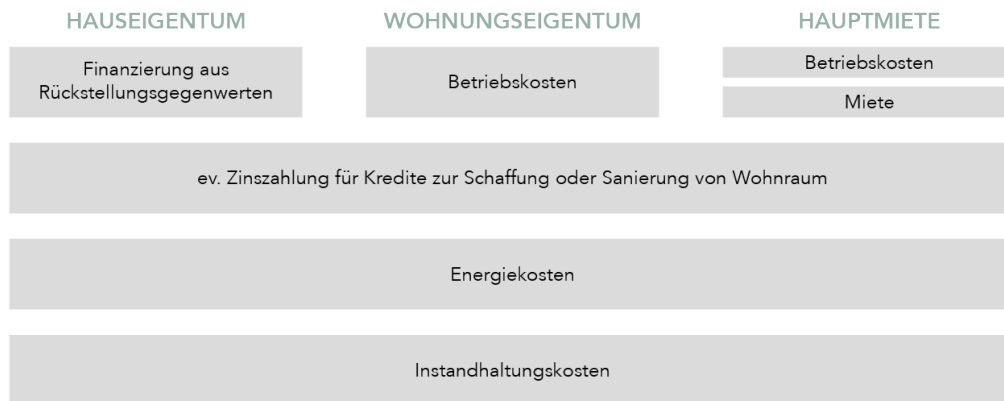 HAUSEIGENTUM
WOHNUNGSEIGENTUM
HAUPTMIETE
Finanzierung aus
Rückstellungsgegenwerten
Betriebskosten
Betriebskosten
Miete
ev. Zinszahlung für Kredite zur Schaffung oder Sanierung von Wohnraum
Energiekosten
Instandhaltungskosten